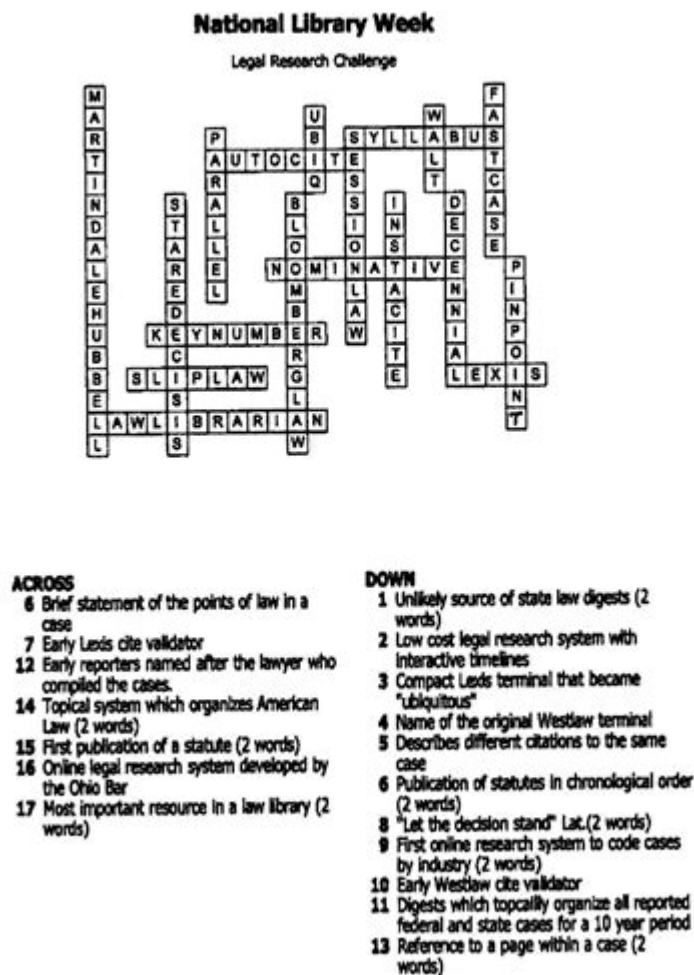 National Library Week
Legal Research Challenge
MARTINDALEHUBBELL
FASTCASE
UBIQ
WALT
PARALLEL
SYLLABUS
SESSIONLAW
AUTOCITE
STAREDECISIS
BLOOMBERGLAW
INSTACITE
DECENNIAL
NOMINATIVE
PINPOINT
KEYNUMBER
SLIPLAW
LEXIS
LAWLIBRARIAN
ACROSS
6 Brief statement of the points of law in a
case
7 Early Lexis cite validator
12 Early reporters named after the lawyer who
compiled the cases.
14 Topical system which organizes American
Law (2 words)
15 First publication of a statute (2 words)
16 Online legal research system developed by
the Ohio Bar
17 Most important resource in a law library (2
words)
DOWN
1 Unlikely source of state law digests (2
words)
2 Low cost legal research system with
interactive timelines
3 Compact Lexis terminal that became
"ubiquitous"
4 Name of the original Westlaw terminal
5 Describes different citations to the same
case
6 Publication of statutes in chronological order
(2 words)
8 "Let the decision stand" Lat.(2 words)
9 First online research system to code cases
by industry (2 words)
10 Early Westlaw cite validator
11 Digests which topcailly organize all reported
federal and state cases for a 10 year period
13 Reference to a page within a case (2
words)